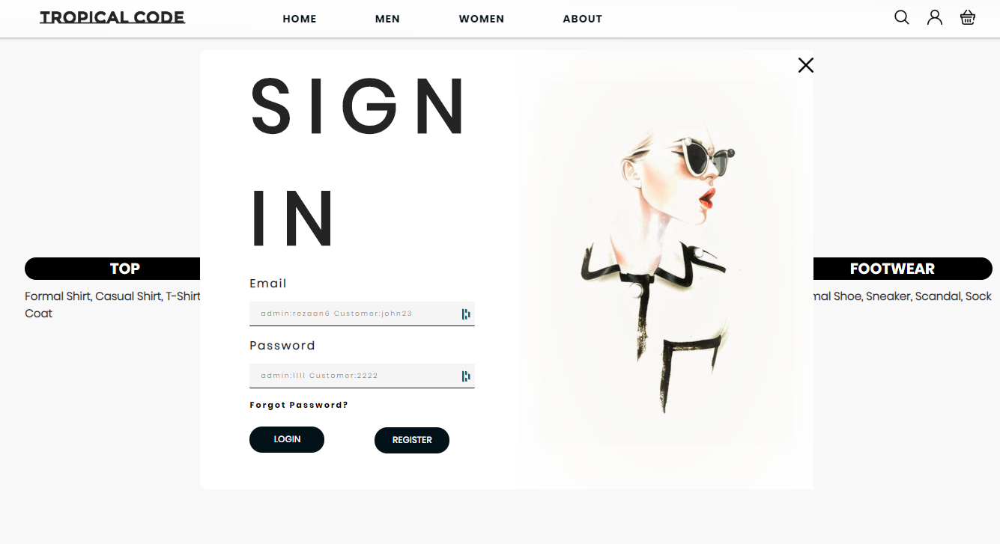 TROPICAL CODE
HOME MEN WOMEN ABOUT
SIGN
IN
TOP
Formal Shirt, Casual Shirt, T-Shirt
Coat
Email
admin:rezaan6 Customer:john23
Password
admin:1111 Customer:2222
Forgot Password?
LOGIN REGISTER
FOOTWEAR
mal Shoe, Sneaker, Scandal, Sock